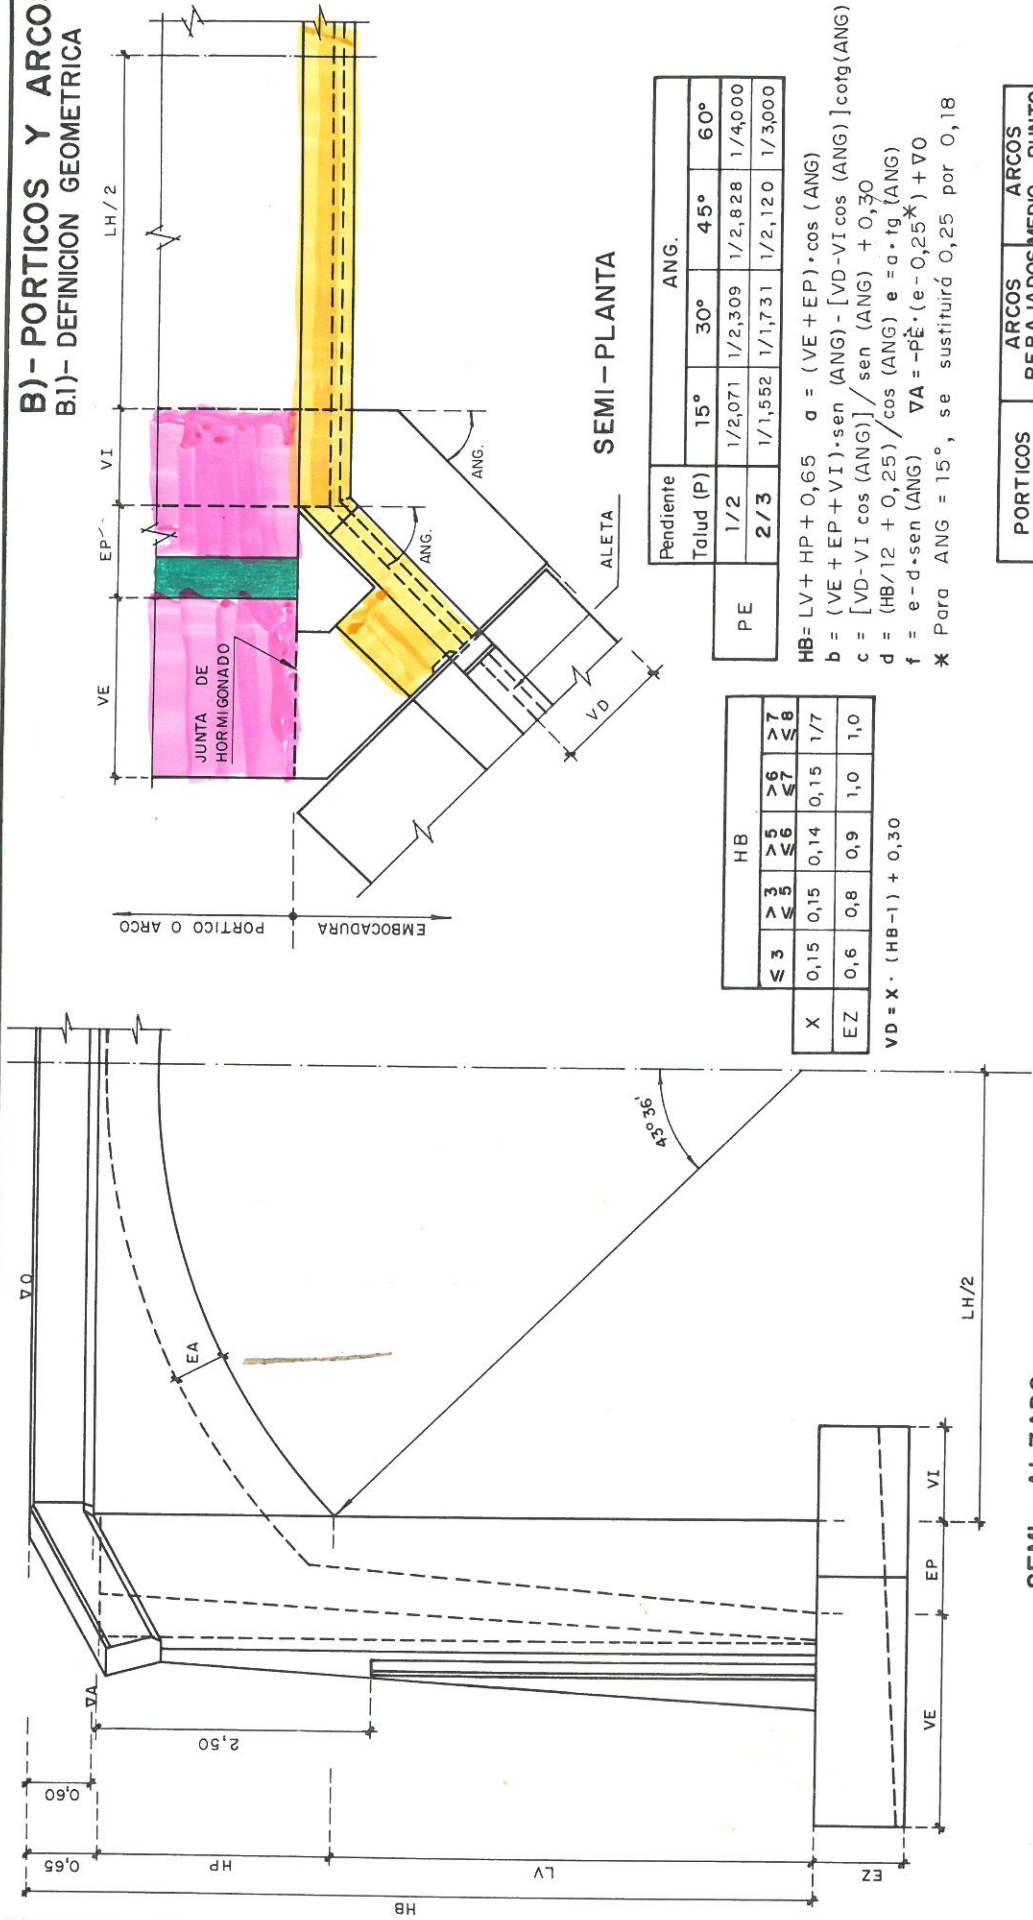 B)- PORTICOS Y ARCOS
B.1)- DEFINICION GEOMETRICA
LH/2
VI
EP
VE
JUNTA DE
HORMIGONADO
ANG.
ANG.
ALETA
VD
PORTICO O ARCO
EMBOCADURA
SEMI-PLANTA
Pendiente
Talud (P)
ANG.
15° 30° 45° 60°
PE
1/2 1/2,071 1/2,309 1/2,828 1/4,000
2/3 1/1,552 1/1,731 1/2,120 1/3,000
HB= LV + HP + 0,65 a = (VE + EP)·cos (ANG)
b = (VE + EP + VI)·sen (ANG) - [VD-VI cos (ANG)]cotg(ANG)
c = [VD-VI cos (ANG)] / sen (ANG) + 0,30
d = (HB/12 + 0,25) / cos (ANG) e = a·tg (ANG)
f = e-d·sen (ANG) ∇A = -PE·(e-0,25*) + ∇0
* Para ANG = 15°, se sustituirá 0,25 por 0,18
PORTICOS
ARCOS
REBAJADOS
ARCOS
MEDIO PUNTO
HB
≤ 3 >3 ≤5 >5 ≤6 >6 ≤7 >7 ≤8
X 0,15 0,15 0,14 0,15 1/7
EZ 0,6 0,8 0,9 1,0 1,0
VD = X · (HB-1) + 0,30
∇0
EA
43° 36'
∇A
2,50
0,60
0,65
HP
LV
HB
EZ
VE
EP
VI
LH/2
SEMI-ALZADO